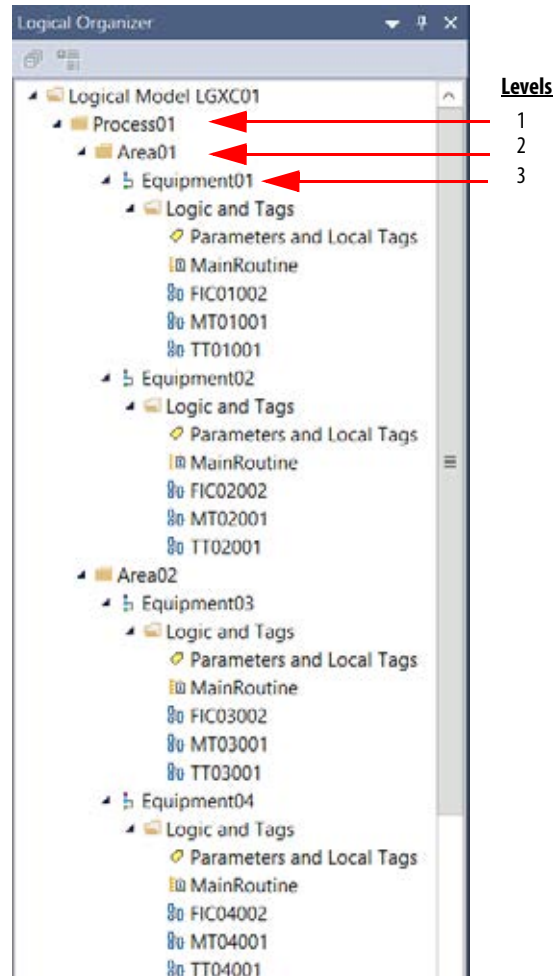 Logical Organizer
Logical Model LGXC01
Levels
Process01
1
Area01
2
Equipment01
3
Logic and Tags
Parameters and Local Tags
MainRoutine
FIC01002
MT01001
TT01001
Equipment02
Logic and Tags
Parameters and Local Tags
MainRoutine
FIC02002
MT02001
TT02001
Area02
Equipment03
Logic and Tags
Parameters and Local Tags
MainRoutine
FIC03002
MT03001
TT03001
Equipment04
Logic and Tags
Parameters and Local Tags
MainRoutine
FIC04002
MT04001
TT04001